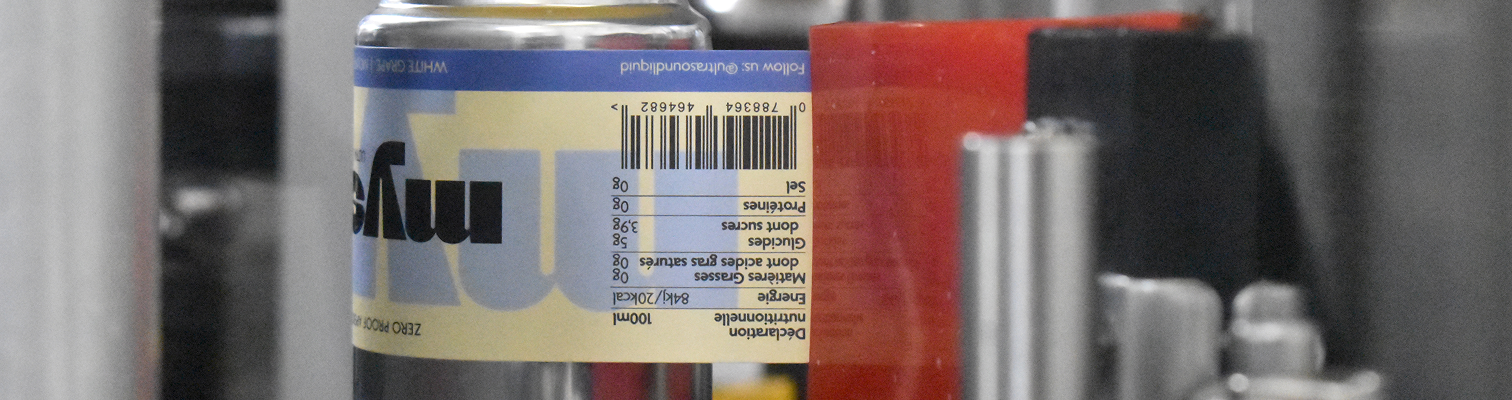 Déclaration
nutritionnelle 100ml
Energie 84kj/20kcal
Matières Grasses 0g
dont acides gras saturés 0g
Glucides 5g
dont sucres 3,9g
Protéines 0g
Sel 0g
0 788364 464682 >
Follow us: @ultrasoundliquid
ZERO PROOF
my
WHITE GRAPE |